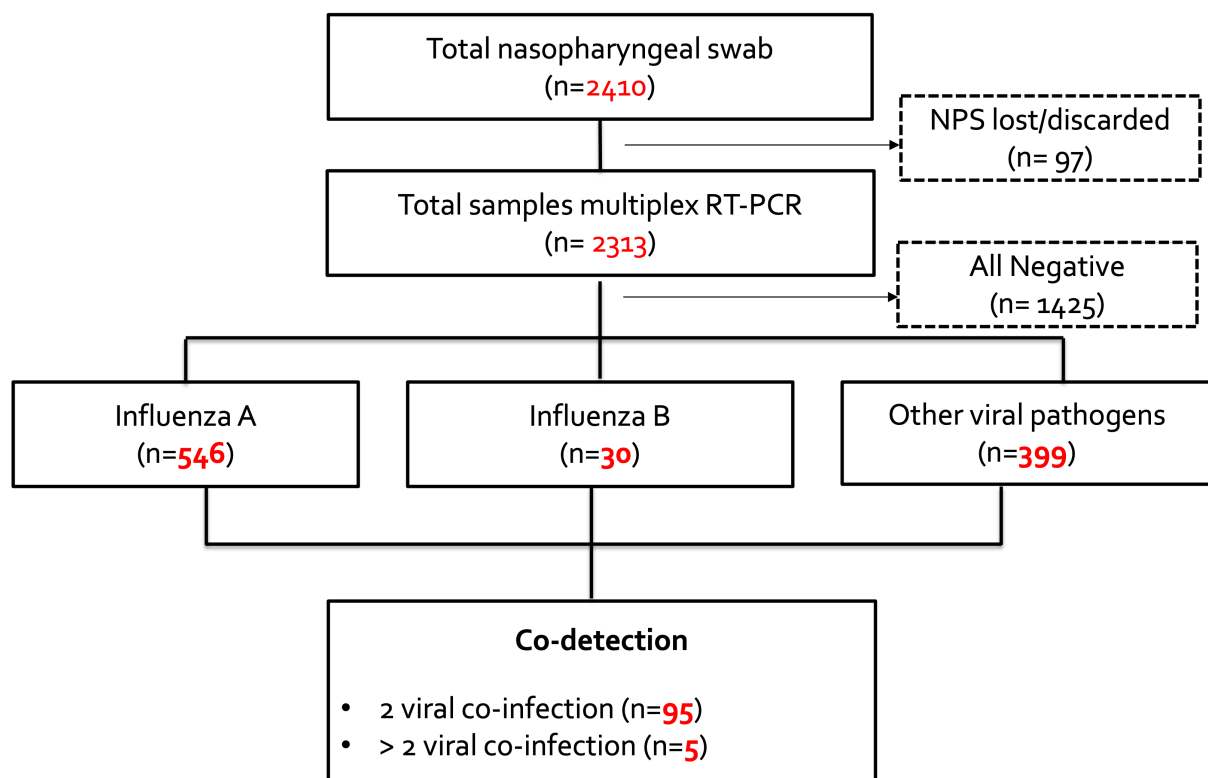 Total nasopharyngeal swab
(n=2410)
NPS lost/discarded
(n= 97)
Total samples multiplex RT-PCR
(n= 2313)
All Negative
(n= 1425)
Influenza A
(n=546)
Influenza B
(n=30)
Other viral pathogens
(n=399)
Co-detection
• 2 viral co-infection (n=95)
• > 2 viral co-infection (n=5)